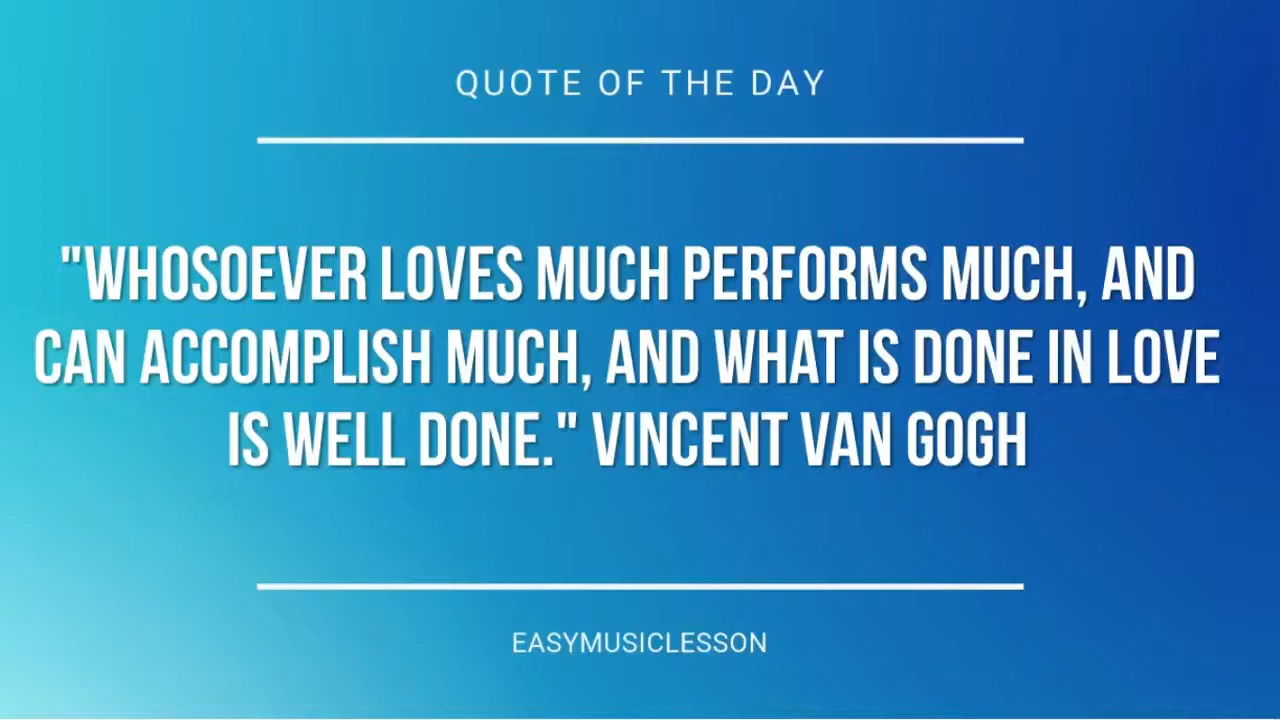 QUOTE OF THE DAY
"WHOSOEVER LOVES MUCH PERFORMS MUCH, AND
CAN ACCOMPLISH MUCH, AND WHAT IS DONE IN LOVE
IS WELL DONE." VINCENT VAN GOGH
EASYMUSICLESSON